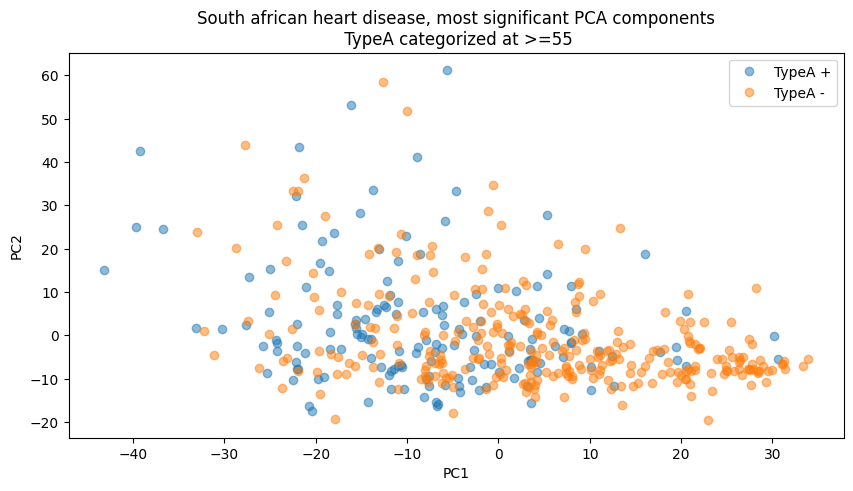 South african heart disease, most significant PCA components
TypeA categorized at >=55
TypeA +
TypeA -
PC2
60
50
40
30
20
10
0
−10
−20
−40
−30
−20
−10
0
10
20
30
PC1